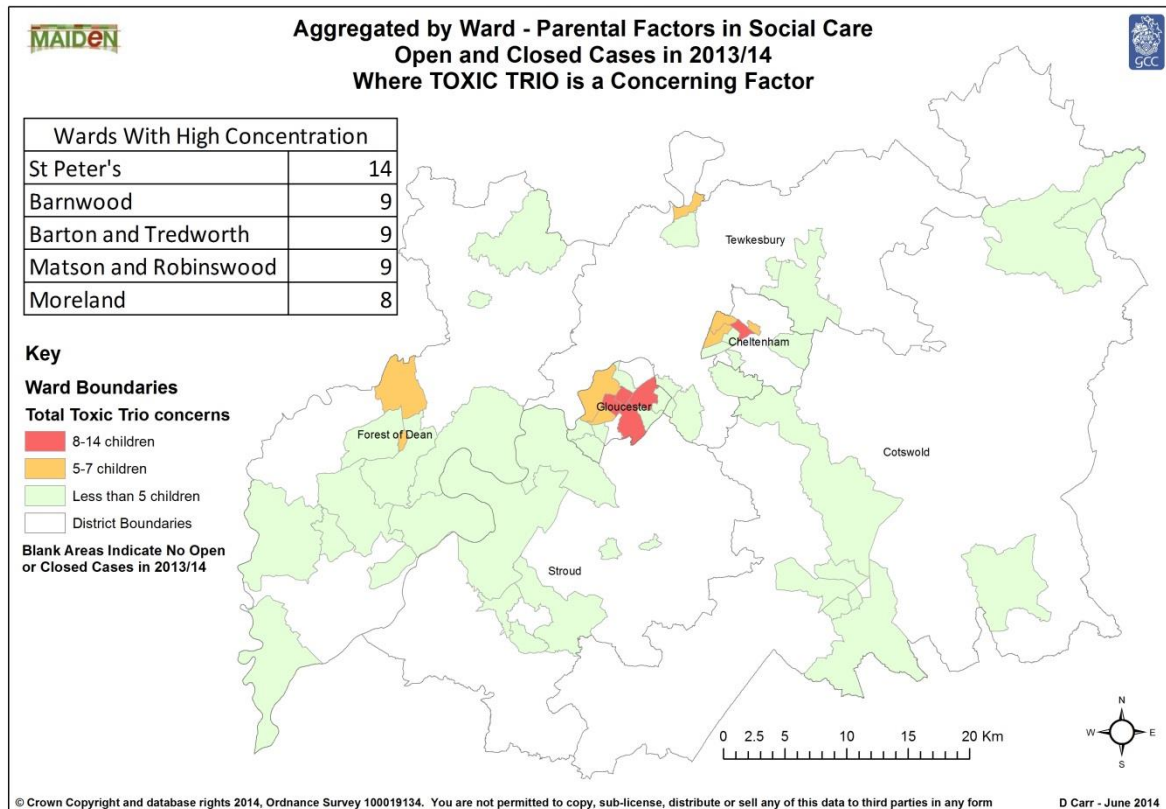 MAIDeN
Aggregated by Ward - Parental Factors in Social Care
Open and Closed Cases in 2013/14
Where TOXIC TRIO is a Concerning Factor
GCC
Wards With High Concentration
St Peter's 14
Barnwood 9
Barton and Tredworth 9
Matson and Robinswood 9
Moreland 8
Key
Ward Boundaries
Total Toxic Trio concerns
8-14 children
5-7 children
Less than 5 children
District Boundaries
Blank Areas Indicate No Open
or Closed Cases in 2013/14
Tewkesbury
Cheltenham
Gloucester
Forest of Dean
Cotswold
Stroud
0 2.5 5 10 15 20 Km
N
W E
S
© Crown Copyright and database rights 2014, Ordnance Survey 100019134. You are not permitted to copy, sub-license, distribute or sell any of this data to third parties in any form
D Carr - June 2014